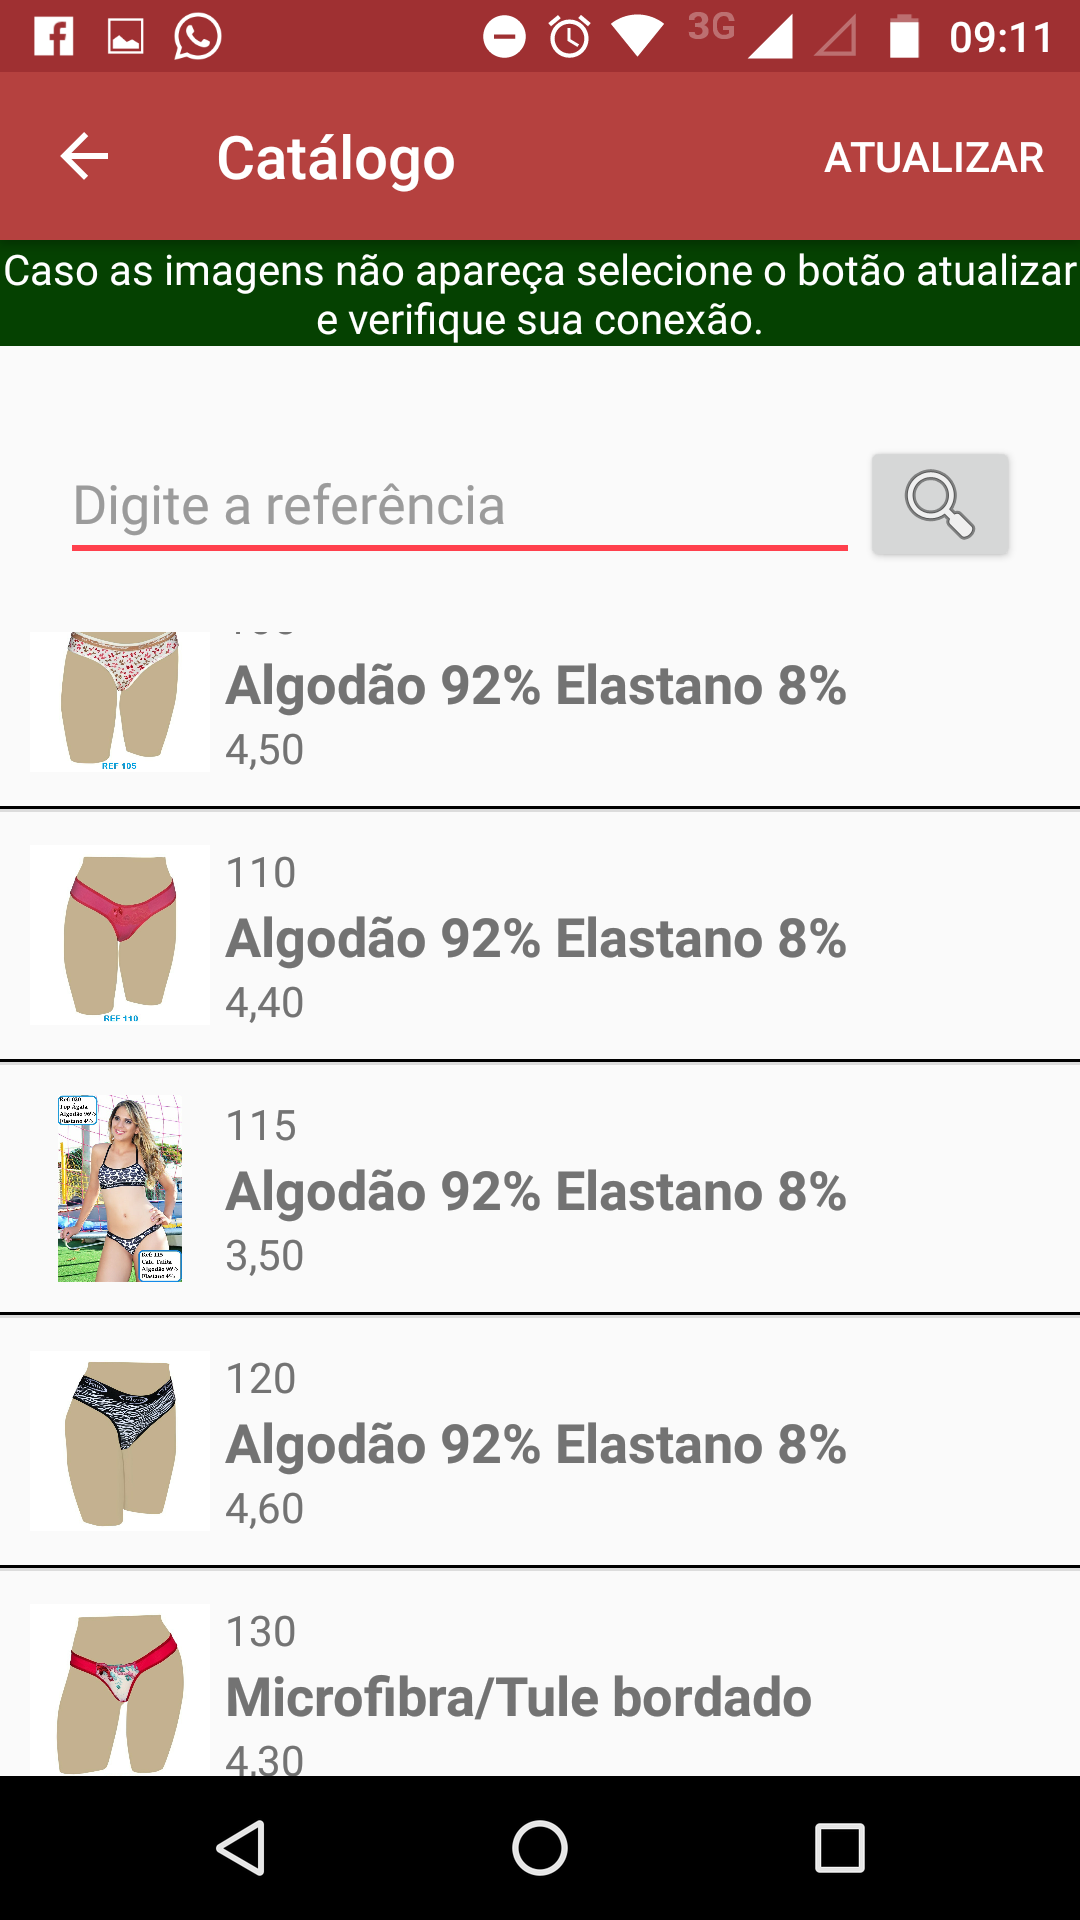 3G 09:11
Catálogo ATUALIZAR
Caso as imagens não apareça selecione o botão atualizar
e verifique sua conexão.
Digite a referência
Algodão 92% Elastano 8%
4,50
REF 105
110
Algodão 92% Elastano 8%
4,40
REF 110
115
Algodão 92% Elastano 8%
3,50
120
Algodão 92% Elastano 8%
4,60
130
Microfibra/Tule bordado
4,30